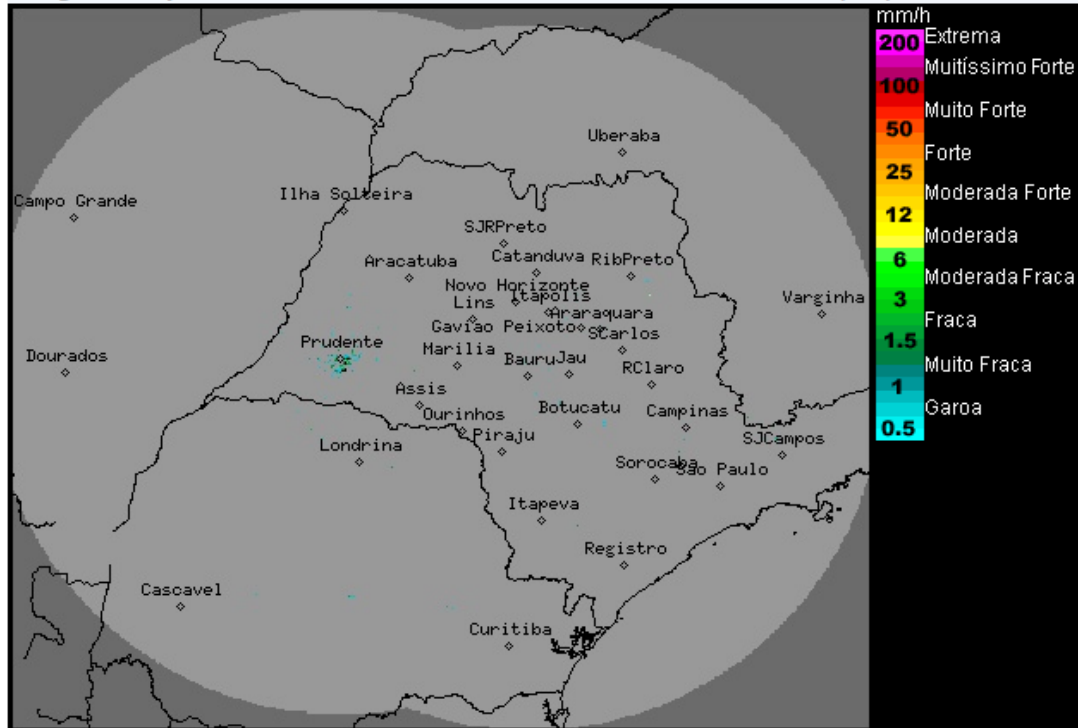 mm/h
200 Extrema
Muitíssimo Forte
100
Muito Forte
50
Forte
25
Moderada Forte
12
Moderada
6
Moderada Fraca
3
Fraca
1.5
Muito Fraca
1
Garoa
0.5
Uberaba
Campo Grande
Ilha Solteira
SJRPreto
Catanduva
RibPreto
Aracatuba
Novo Horizonte
Itapolis
Lins
Araraquara
Varginha
Gaviao Peixoto
SCarlos
Prudente
Marilia
Dourados
Bauru
Jau
RClaro
Assis
Ourinhos
Botucatu
Campinas
Piraju
SJCampos
Londrina
Sorocaba
Sao Paulo
Itapeva
Registro
Cascavel
Curitiba